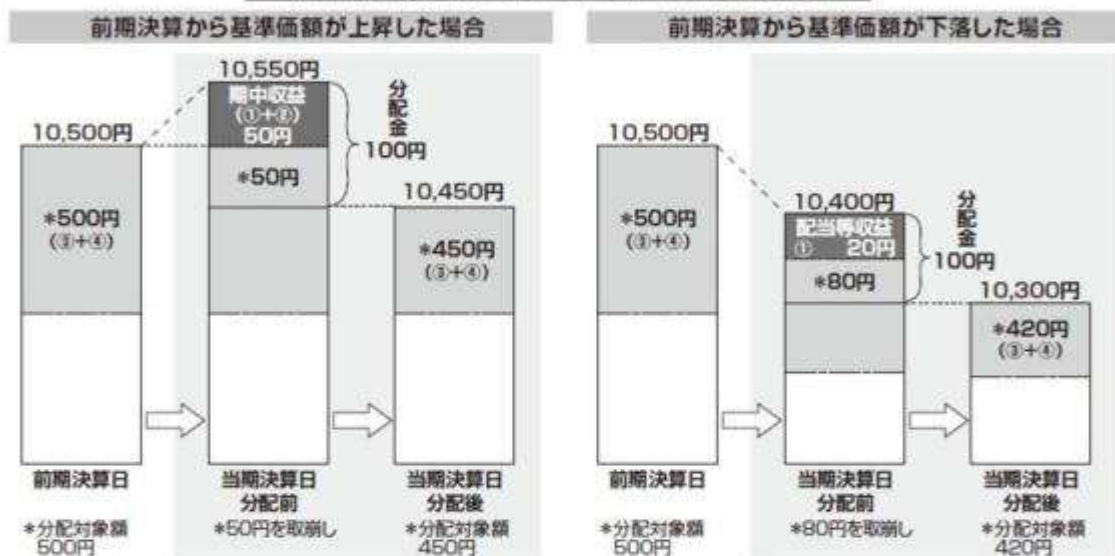 前期決算から基準価額が上昇した場合
10,550円
期中収益
(①+②)
50円
分配金
100円
10,500円
*50円
10,450円
*500円
(③+④)
*450円
(③+④)
前期決算日
当期決算日
分配前
当期決算日
分配後
*分配対象額
500円
*50円を取崩し
*分配対象額
450円
前期決算から基準価額が下落した場合
10,500円
10,400円
配当等収益
① 20円
分配金
100円
*500円
(③+④)
*80円
10,300円
*420円
(③+④)
前期決算日
当期決算日
分配前
当期決算日
分配後
*分配対象額
500円
*80円を取崩し
*分配対象額
420円